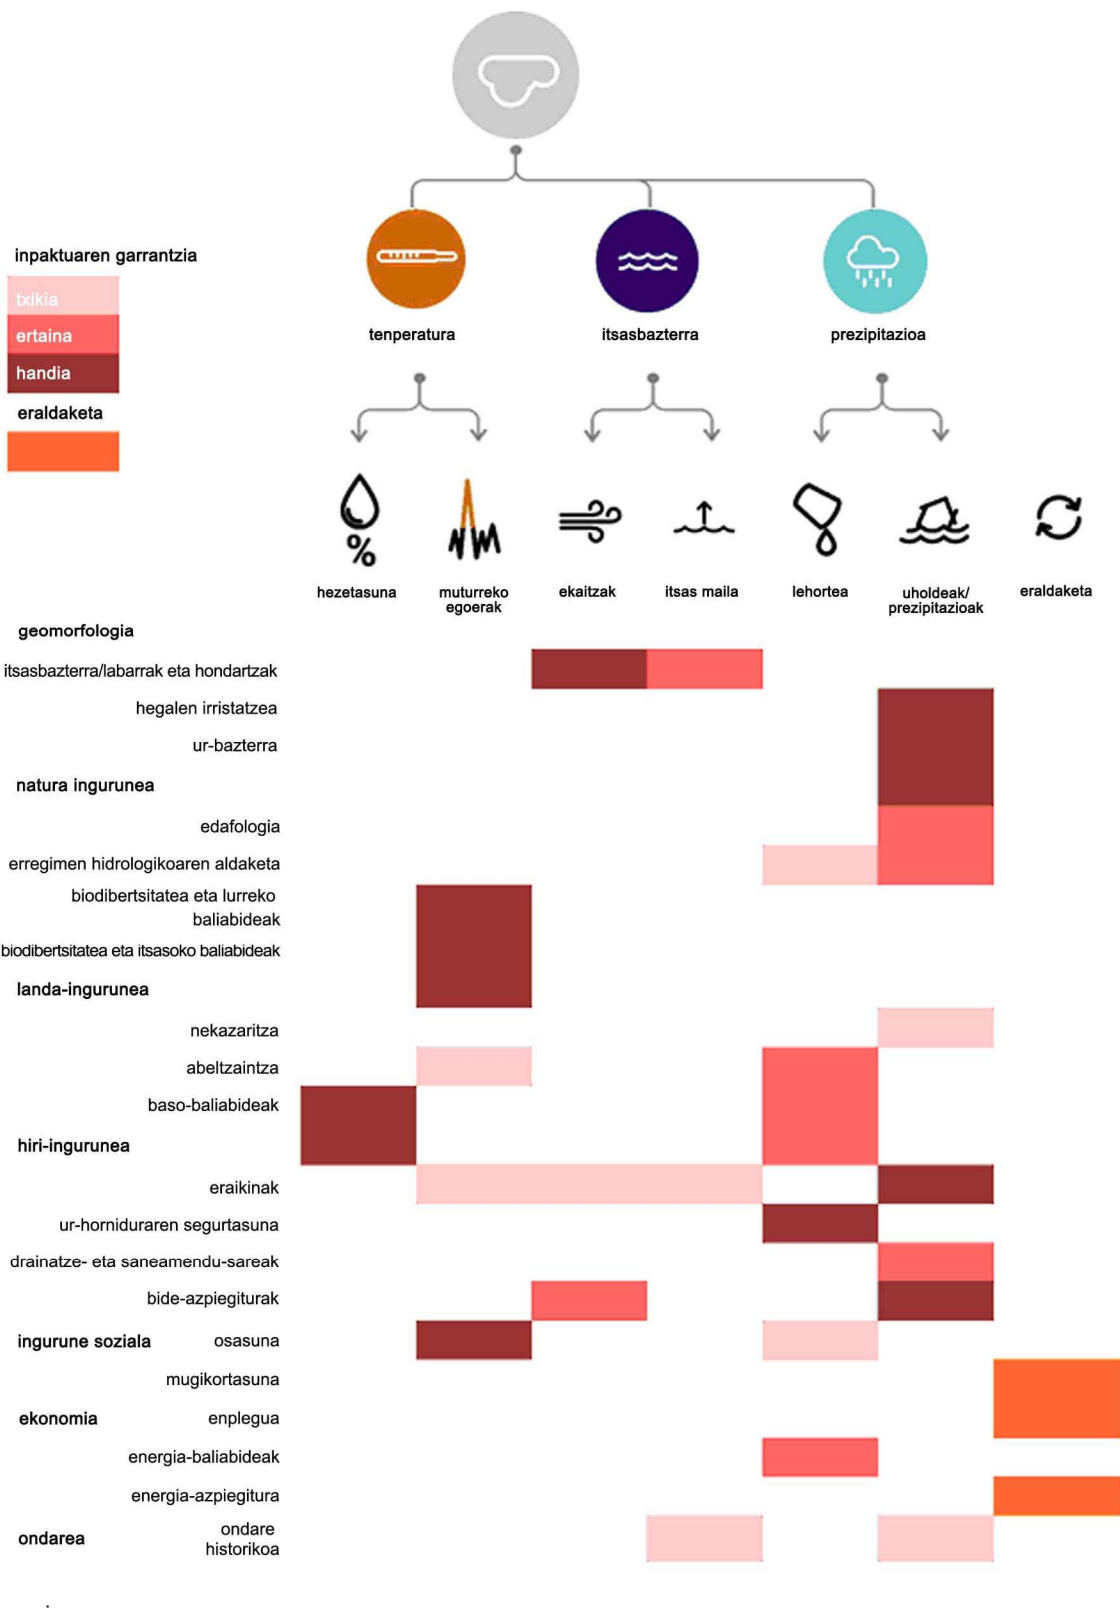 inpaktuaren garrantzia
txikia
ertaina
handia
eraldaketa
tenperatura
itsasbazterra
prezipitazioa
%
hezetasuna
muturreko
egoerak
ekaitzak
itsas maila
lehortea
uholdeak/
prezipitazioak
eraldaketa
geomorfologia
itsasbazterra/labarrak eta hondartzak
hegalen irristatzea
ur-bazterra
natura ingurunea
edafologia
erregimen hidrologikoaren aldaketa
biodibertsitatea eta lurreko
baliabideak
biodibertsitatea eta itsasoko baliabideak
landa-ingurunea
nekazaritza
abeltzaintza
baso-baliabideak
hiri-ingurunea
eraikinak
ur-horniduraren segurtasuna
drainatze- eta saneamendu-sareak
bide-azpiegiturak
ingurune soziala osasuna
mugikortasuna
ekonomia enplegua
energia-baliabideak
energia-azpiegitura
ondarea ondare
historikoa
.